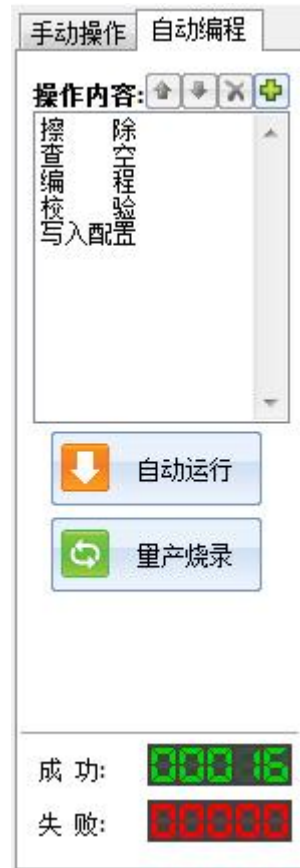 手动操作 自动编程
操作内容:
擦 除
查 空
编 程
校 验
写入配置
自动运行
量产烧录
成 功: 00016
失 败: 00000